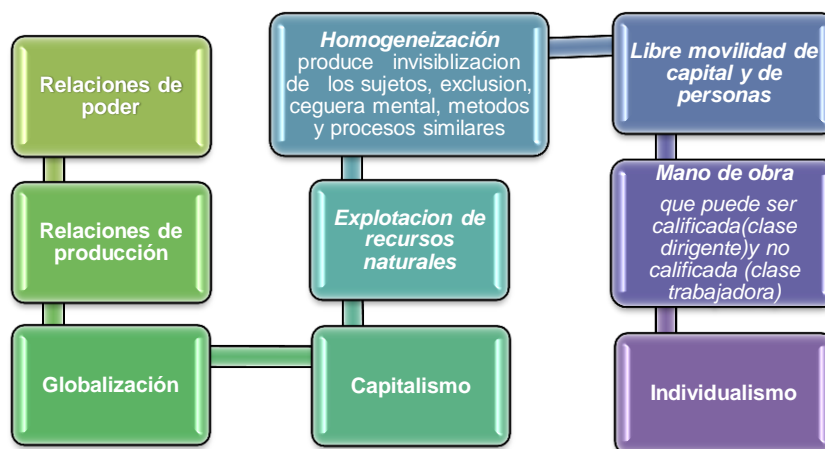 Relaciones de
poder
Relaciones de
producción
Globalización
Capitalismo
Explotacion de
recursos
naturales
Homogeneización
produce invisiblizacion
de los sujetos, exclusion,
ceguera mental, metodos
y procesos similares
Libre movilidad de
capital y de
personas
Mano de obra
que puede ser
calificada(clase
dirigente)y no
calificada (clase
trabajadora)
Individualismo